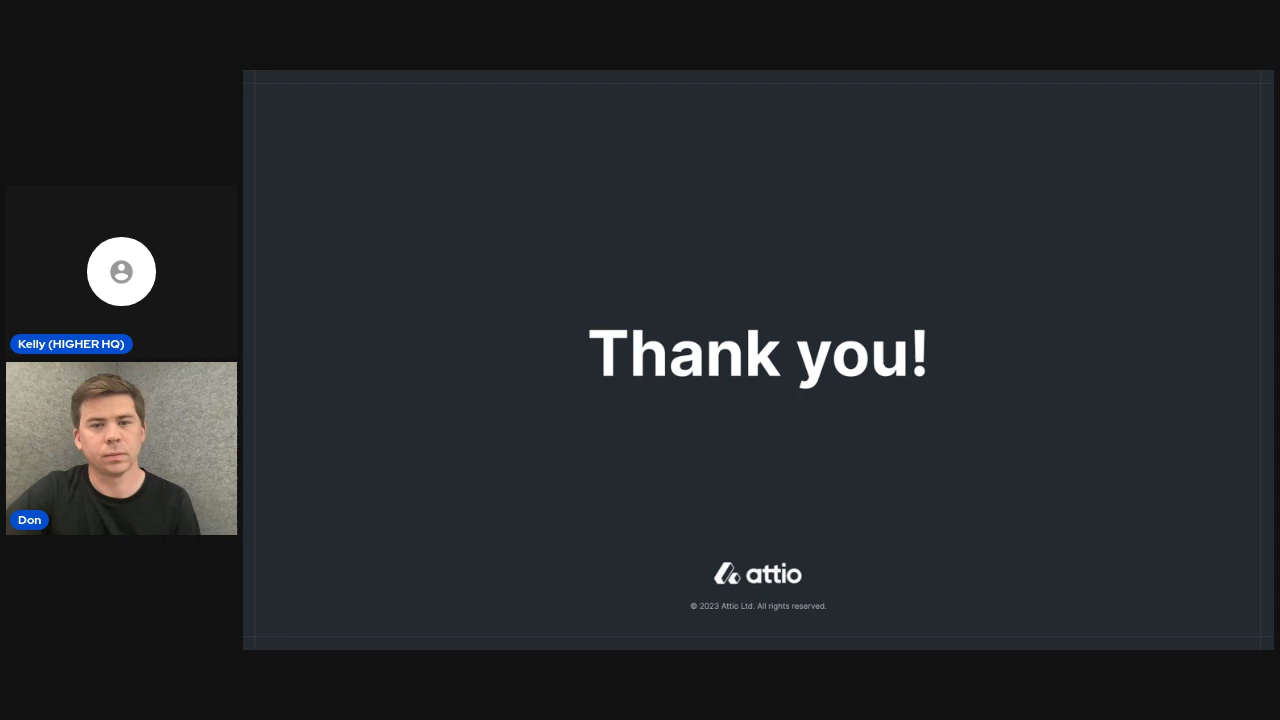 Kelly (HIGHER HQ)
Don
Thank you!
attio
© 2023 Attio Ltd. All rights reserved.